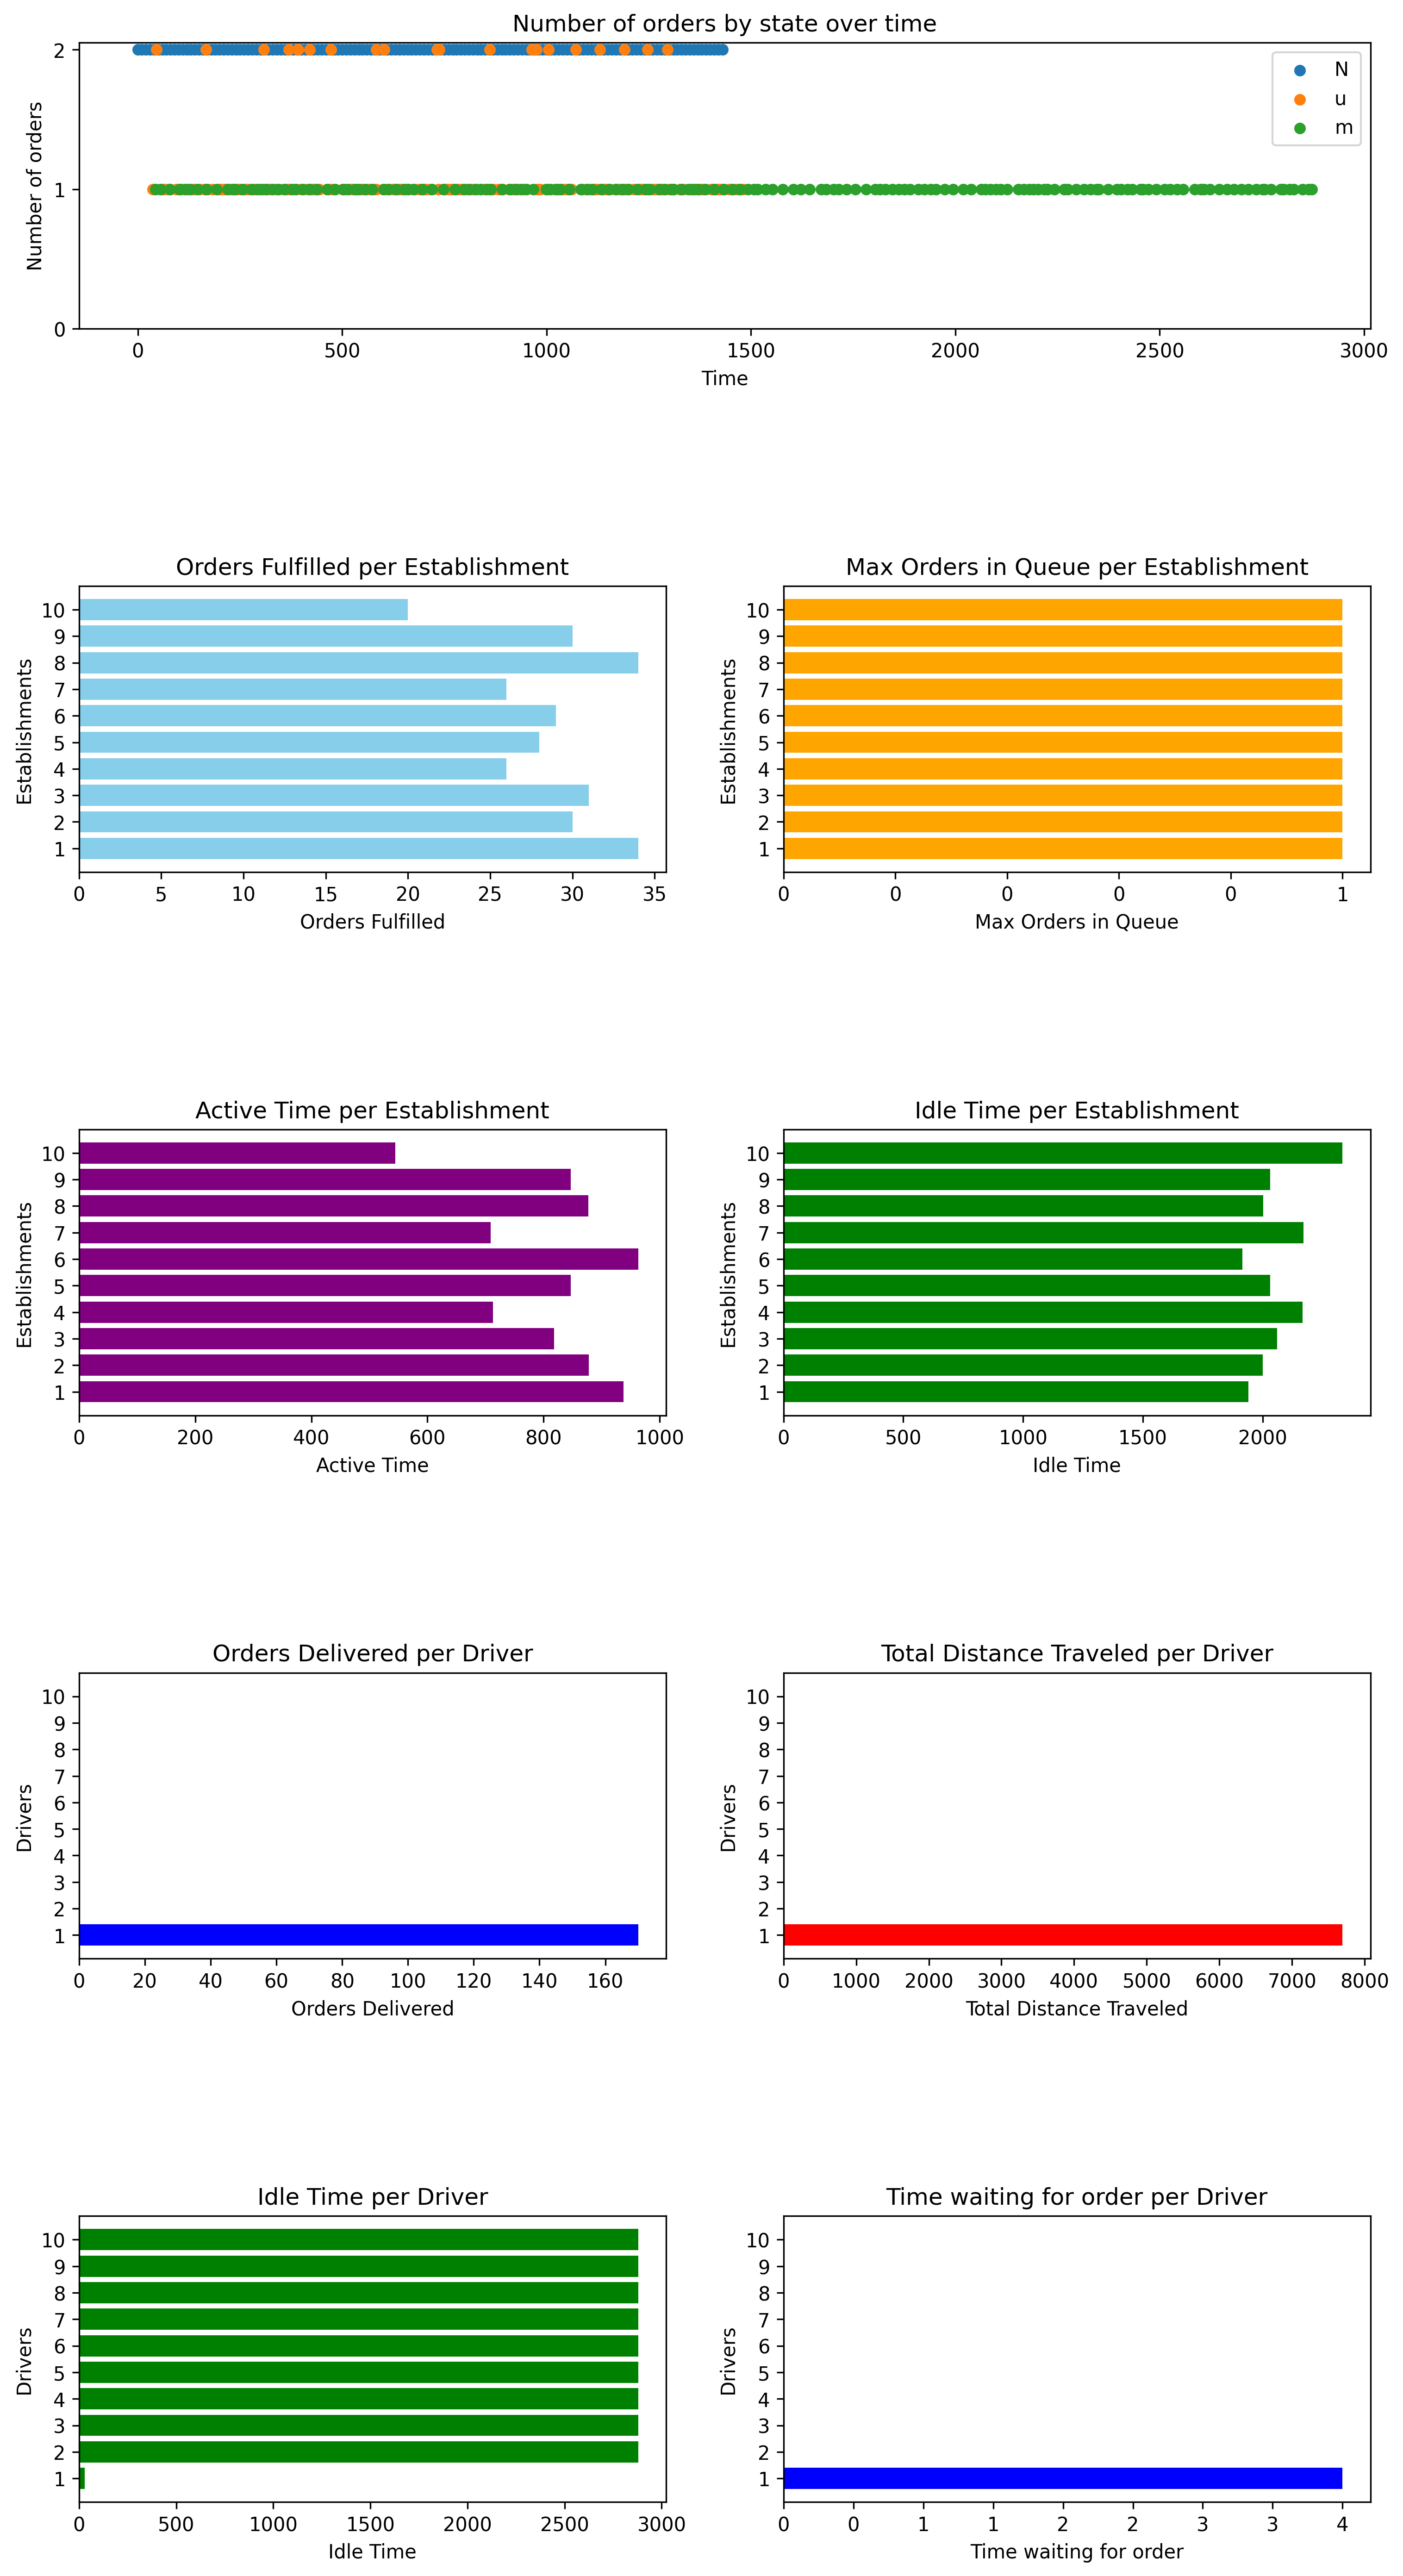 Number of orders by state over time
Number of orders
2
1
0
N
u
m
0 500 1000 1500 2000 2500 3000
Time
Orders Fulfilled per Establishment
Establishments
10
9
8
7
6
5
4
3
2
1
0 5 10 15 20 25 30 35
Orders Fulfilled
Max Orders in Queue per Establishment
Establishments
10
9
8
7
6
5
4
3
2
1
0 0 0 0 0 1
Max Orders in Queue
Active Time per Establishment
Establishments
10
9
8
7
6
5
4
3
2
1
0 200 400 600 800 1000
Active Time
Idle Time per Establishment
Establishments
10
9
8
7
6
5
4
3
2
1
0 500 1000 1500 2000
Idle Time
Orders Delivered per Driver
Drivers
10
9
8
7
6
5
4
3
2
1
0 20 40 60 80 100 120 140 160
Orders Delivered
Total Distance Traveled per Driver
Drivers
10
9
8
7
6
5
4
3
2
1
0 1000 2000 3000 4000 5000 6000 7000 8000
Total Distance Traveled
Idle Time per Driver
Drivers
10
9
8
7
6
5
4
3
2
1
0 500 1000 1500 2000 2500 3000
Idle Time
Time waiting for order per Driver
Drivers
10
9
8
7
6
5
4
3
2
1
0 0 1 1 2 2 3 3 4
Time waiting for order